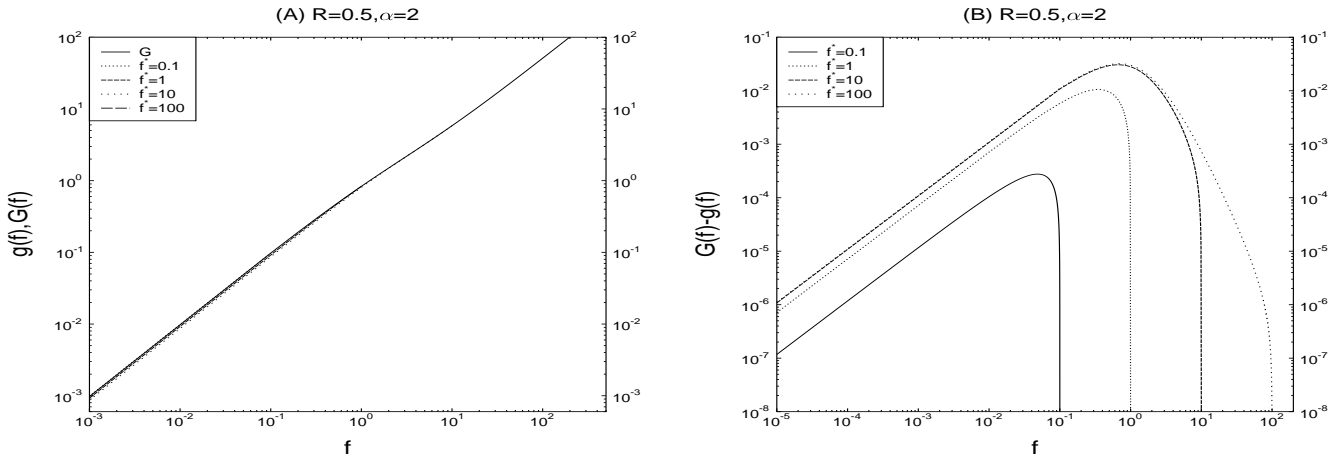 (A) R=0.5,α=2
10^2
10^1
10^0
10^-1
10^-2
10^-3
g(f),G(f)
G
f*=0.1
f*=1
f*=10
f*=100
10^2
10^1
10^0
10^-1
10^-2
10^-3
10^-3 10^-2 10^-1 10^0 10^1 10^2
f
(B) R=0.5,α=2
10^-1
10^-2
10^-3
10^-4
10^-5
10^-6
10^-7
10^-8
G(f)-g(f)
f*=0.1
f*=1
f*=10
f*=100
10^-1
10^-2
10^-3
10^-4
10^-5
10^-6
10^-7
10^-8
10^-5 10^-4 10^-3 10^-2 10^-1 10^0 10^1 10^2
f